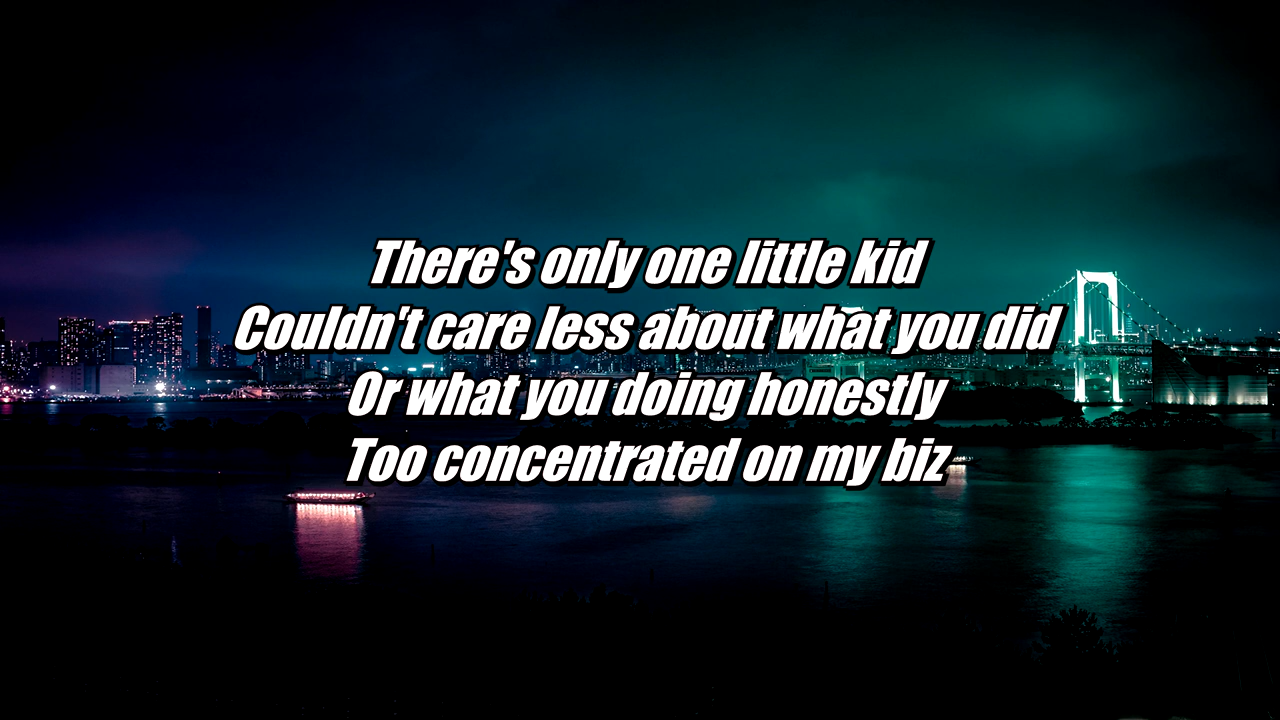 There's only one little kid
Couldn't care less about what you did
Or what you doing honestly
Too concentrated on my biz